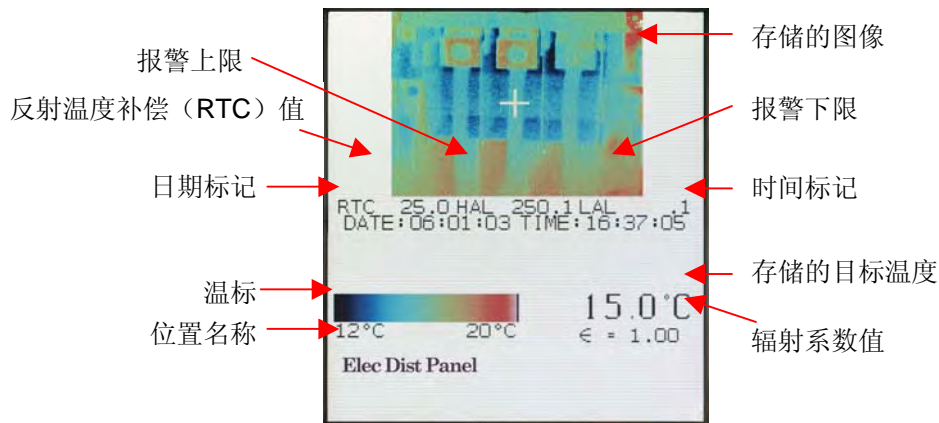 存储的图像
报警上限
反射温度补偿（RTC）值
报警下限
日期标记
时间标记
RTC 25.0 HAL 250.1 LAL .1
DATE:06:01:03 TIME:16:37:05
存储的目标温度
温标
15.0°C
位置名称
12°C 20°C
ϵ = 1.00
辐射系数值
Elec Dist Panel